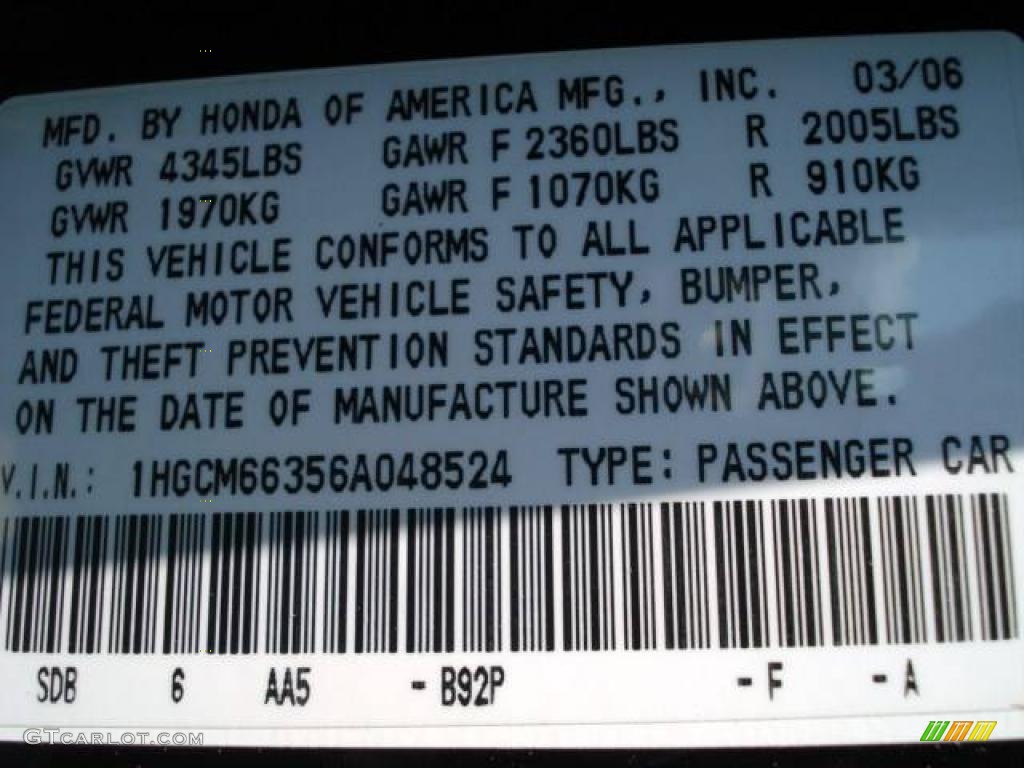 MFD. BY HONDA OF AMERICA MFG., INC. 03/06
GVWR 4345LBS GAWR F 2360LBS R 2005LBS
GVWR 1970KG GAWR F 1070KG R 910KG
THIS VEHICLE CONFORMS TO ALL APPLICABLE
FEDERAL MOTOR VEHICLE SAFETY, BUMPER,
AND THEFT PREVENTION STANDARDS IN EFFECT
ON THE DATE OF MANUFACTURE SHOWN ABOVE.
V.I.N.: 1HGCM66356A048524 TYPE: PASSENGER CAR
SDB 6 AA5 - B92P - F - A
GTCARLOT.COM